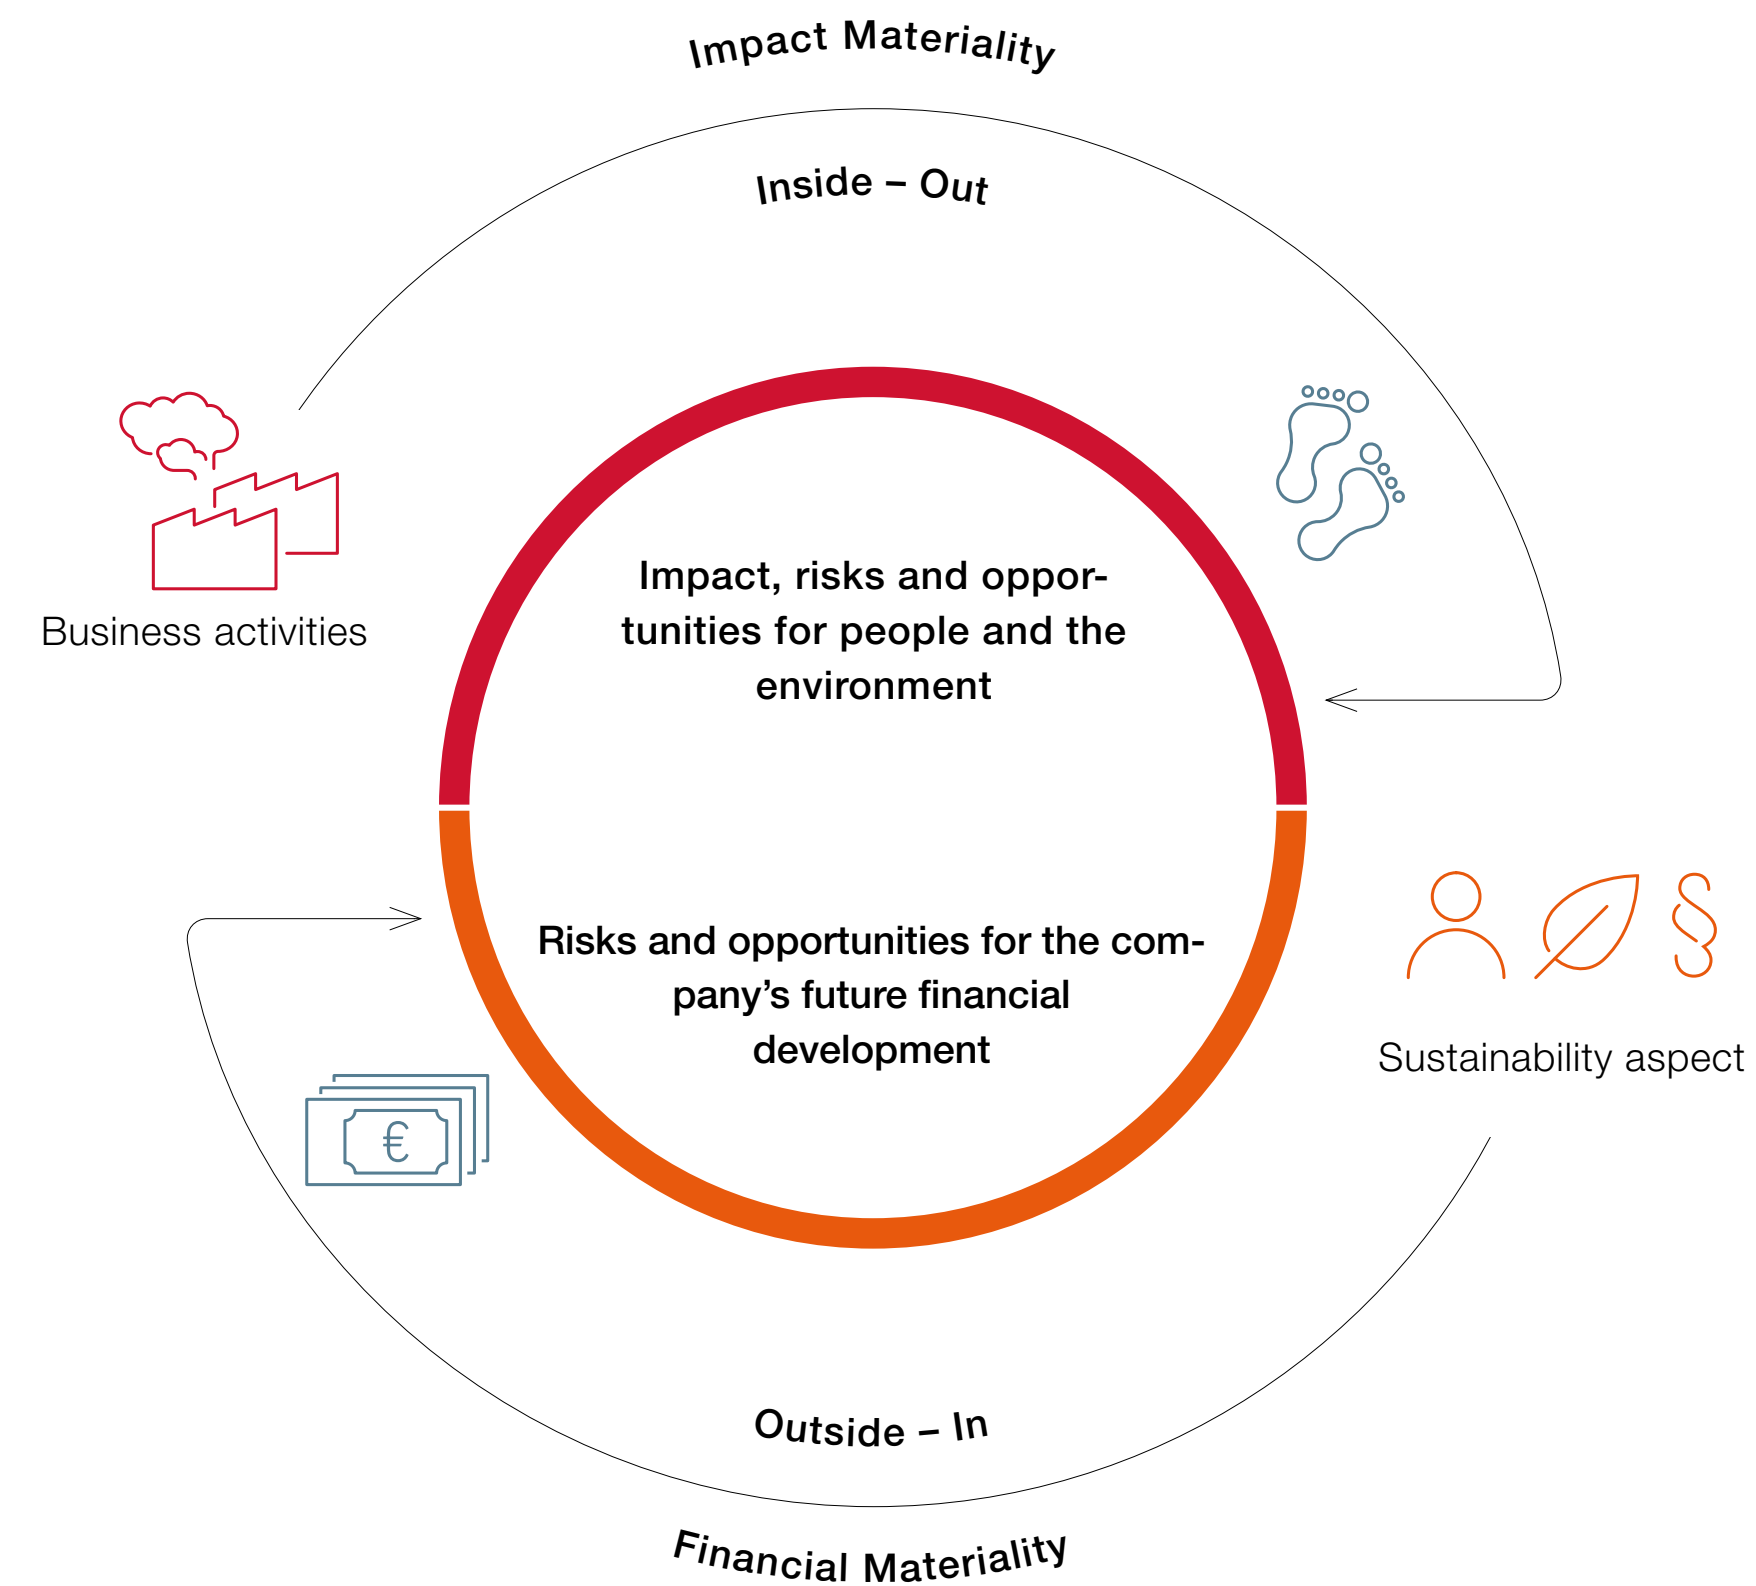 Impact Materiality
Inside – Out
Business activities
Impact, risks and oppor-
tunities for people and the
environment
Risks and opportunities for the com-
pany’s future financial
development
Sustainability aspect
€
Outside – In
Financial Materiality